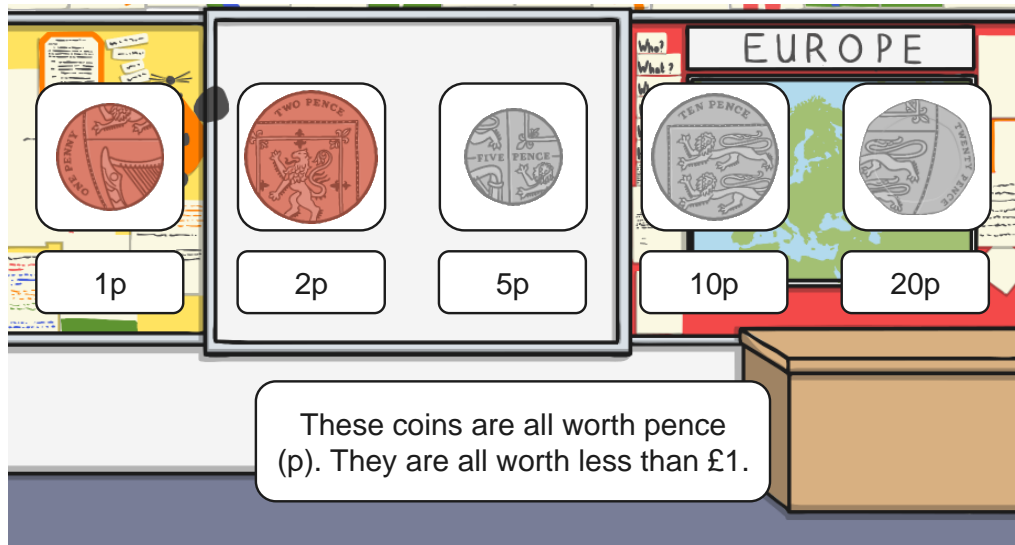 Who?
What?
EUROPE
ONE PENNY
TWO PENCE
FIVE PENCE
TEN PENCE
TWENTY PENCE
1p
2p
5p
10p
20p
These coins are all worth pence
(p). They are all worth less than £1.